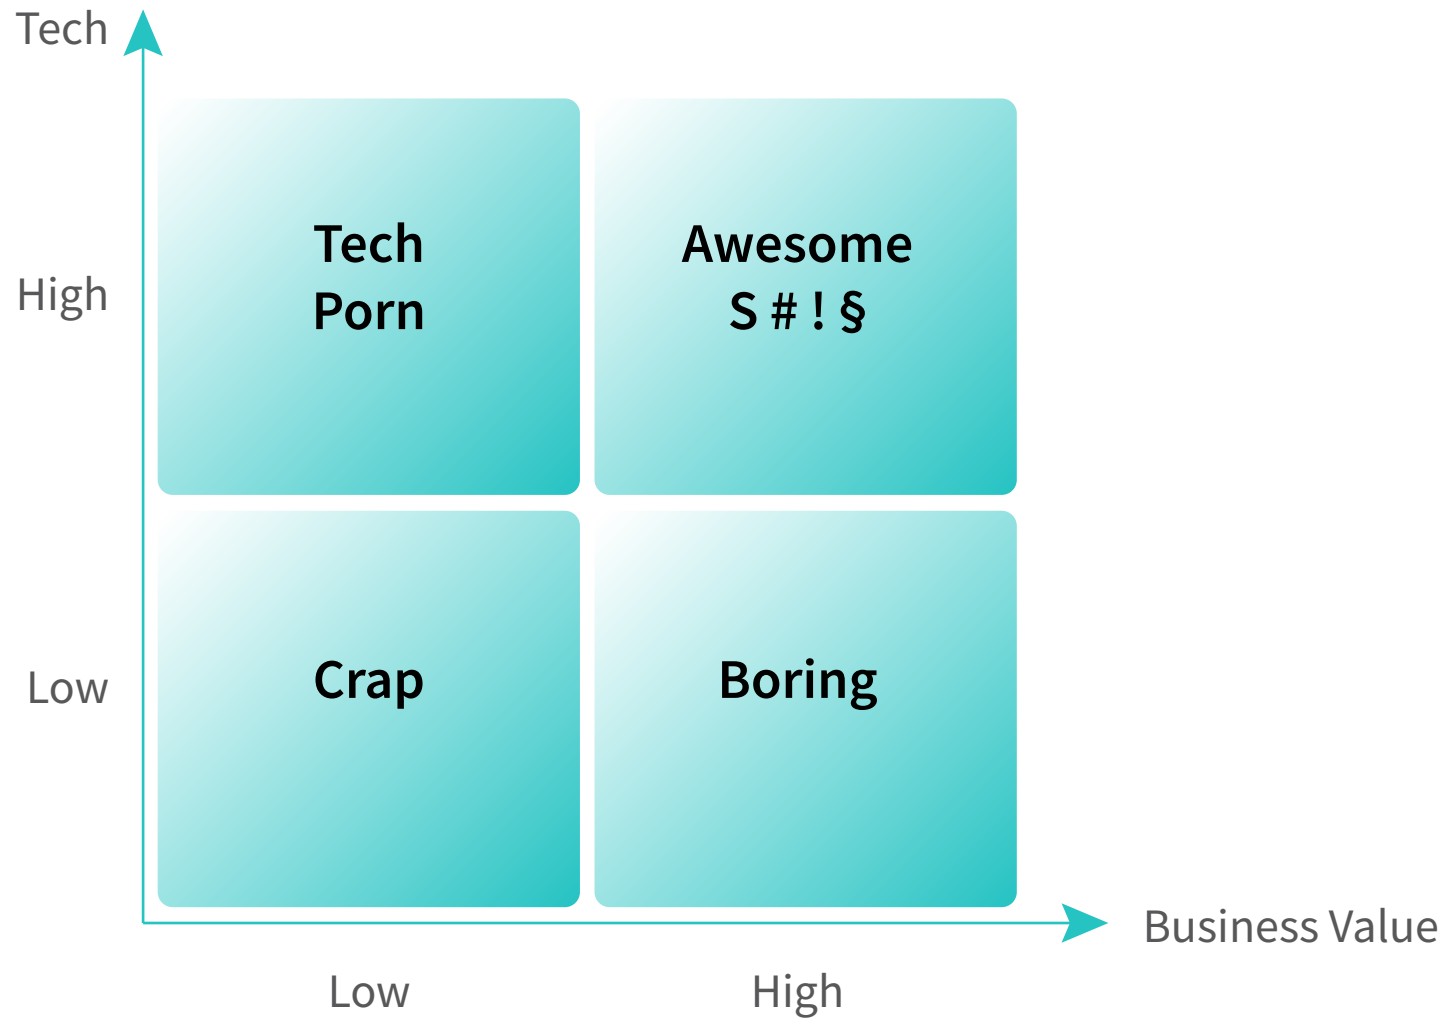 Tech
High
Tech
Porn
Awesome
S # ! §
Low
Crap
Boring
Business Value
Low
High